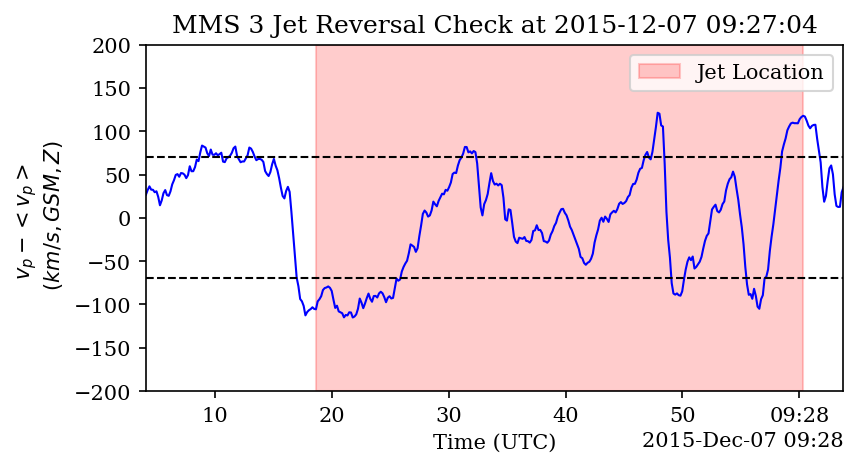 MMS 3 Jet Reversal Check at 2015-12-07 09:27:04
200
150
100
50
0
−50
−100
−150
−200
v_p − <v_p>
(km/s, GSM, Z)
Jet Location
10
20
30
40
50
09:28
Time (UTC)
2015-Dec-07 09:28